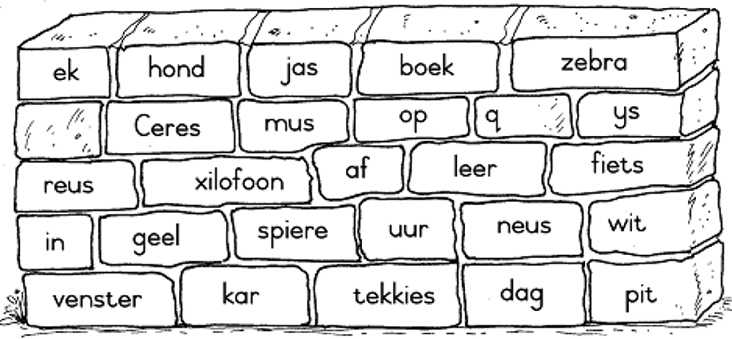 ek hond jas boek zebra
Ceres mus op q ys
reus xilofoon af leer fiets
in geel spiere uur neus wit
venster kar tekkies dag pit